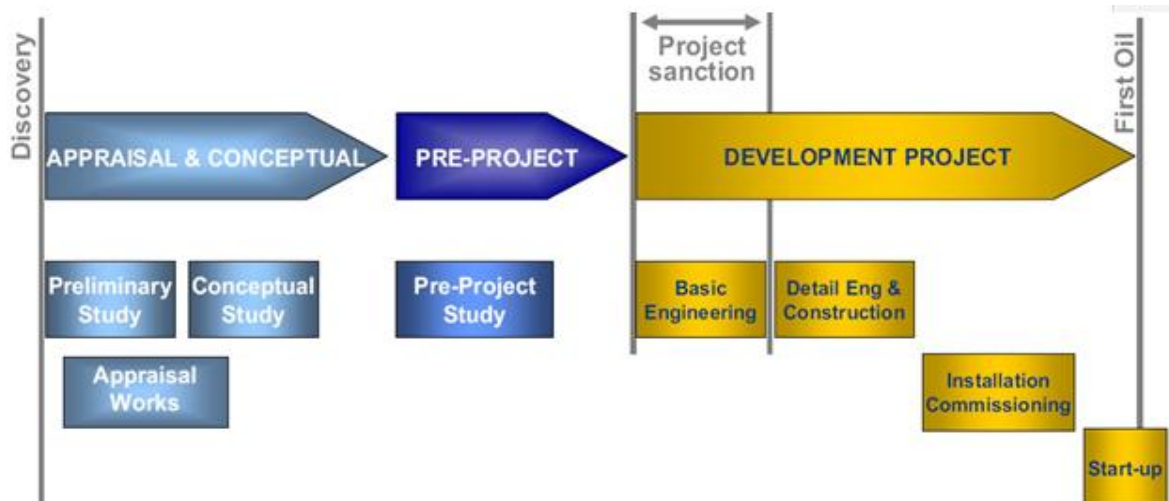 Discovery
Project
sanction
First Oil
APPRAISAL & CONCEPTUAL
PRE-PROJECT
DEVELOPMENT PROJECT
Preliminary
Study
Conceptual
Study
Pre-Project
Study
Basic
Engineering
Detail Eng &
Construction
Appraisal
Works
Installation
Commissioning
Start-up